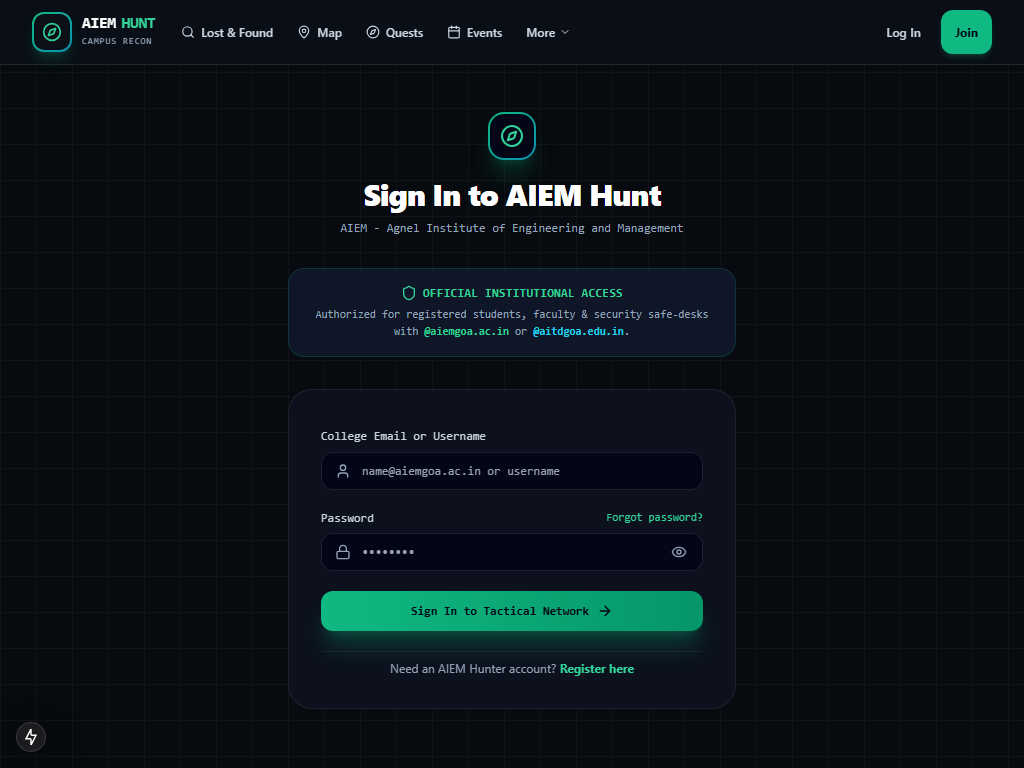 AIEM HUNT
CAMPUS RECON
Lost & Found
Map
Quests
Events
More
Log In
Join
Sign In to AIEM Hunt
AIEM - Agnel Institute of Engineering and Management
OFFICIAL INSTITUTIONAL ACCESS
Authorized for registered students, faculty & security safe-desks
with @aiemgoa.ac.in or @aitdgoa.edu.in.
College Email or Username
name@aiemgoa.ac.in or username
Password
Forgot password?
••••••••
Sign In to Tactical Network →
Need an AIEM Hunter account? Register here